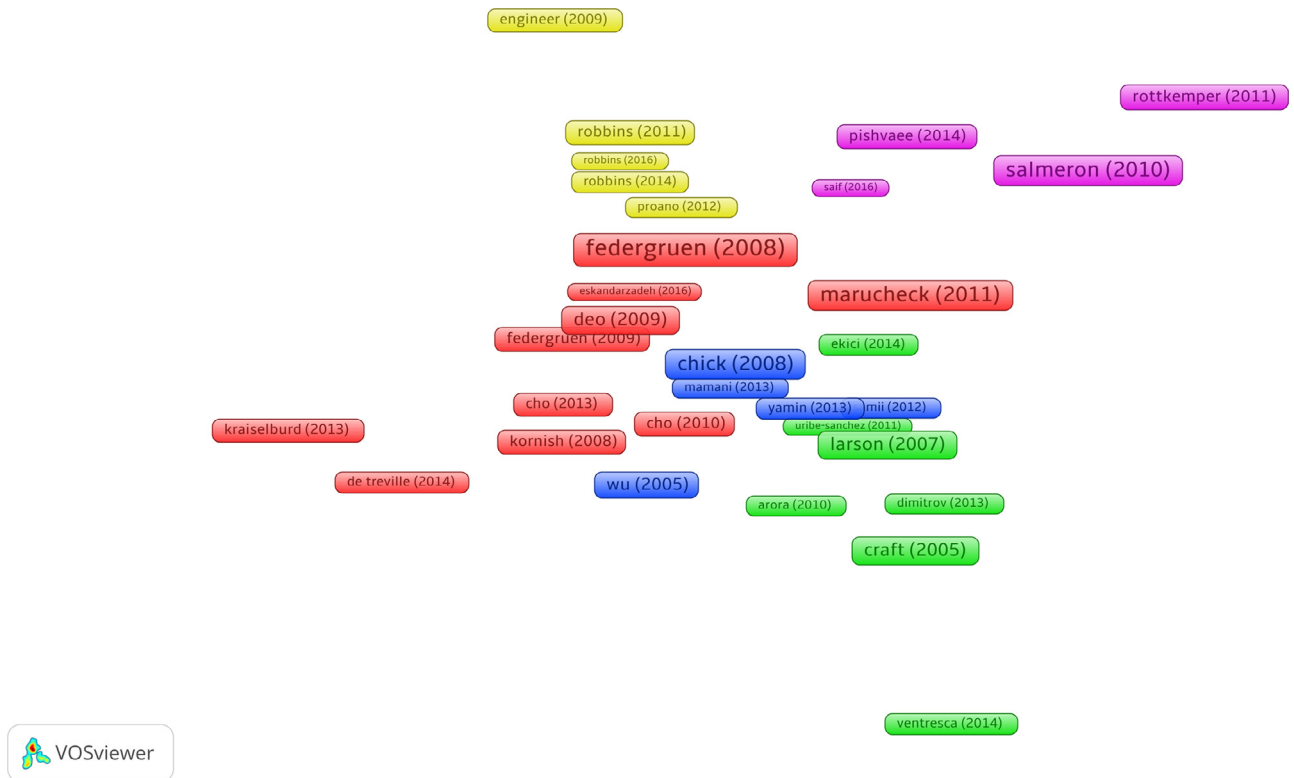 engineer (2009)
rottkemper (2011)
robbins (2011)
pishvaee (2014)
robbins (2016)
salmeron (2010)
robbins (2014)
saif (2016)
proano (2012)
federgruen (2008)
eskandarzadeh (2016)
marucheck (2011)
deo (2009)
federgruen (2009)
ekici (2014)
chick (2008)
mamani (2013)
cho (2013)
yamin (2013)
mii (2012)
kraiselburd (2013)
cho (2010)
uribe-sanchez (2011)
kornish (2008)
larson (2007)
de treville (2014)
wu (2005)
arora (2010)
dimitrov (2013)
craft (2005)
ventresca (2014)
VOSviewer